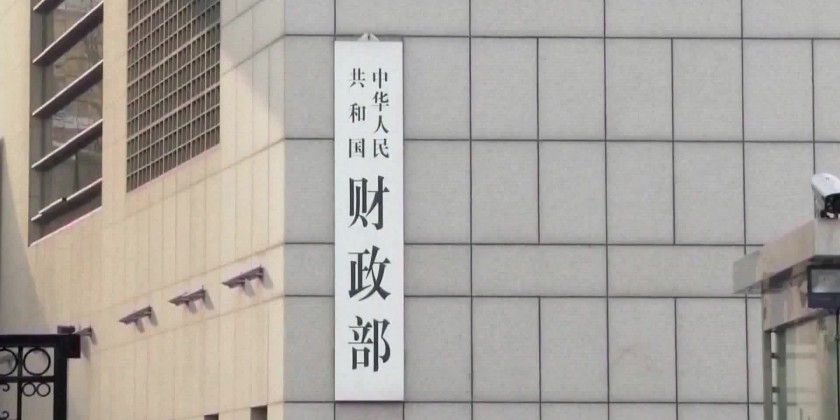 中华人民
共和国
财政部